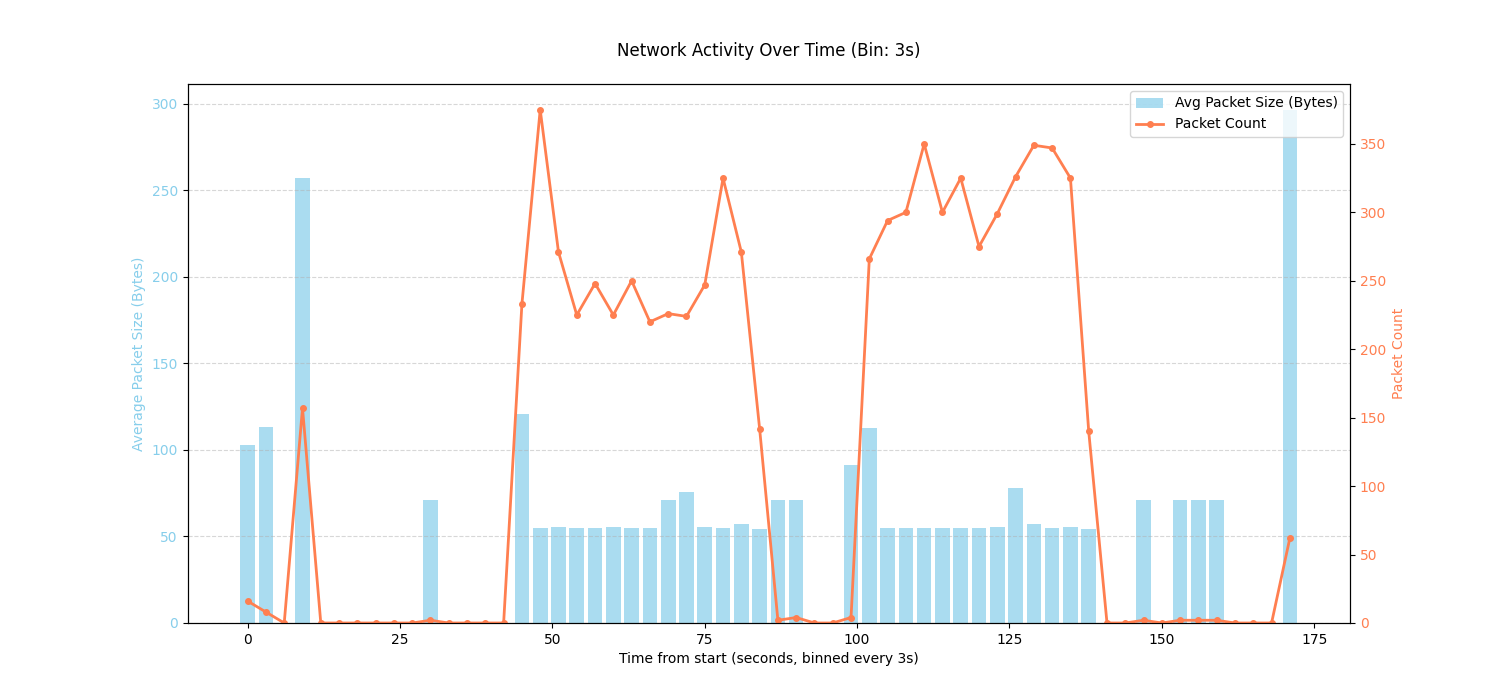 Network Activity Over Time (Bin: 3s)
Avg Packet Size (Bytes)
Packet Count
300
250
200
150
100
50
0
Average Packet Size (Bytes)
350
300
250
200
150
100
50
0
Packet Count
0 25 50 75 100 125 150 175
Time from start (seconds, binned every 3s)